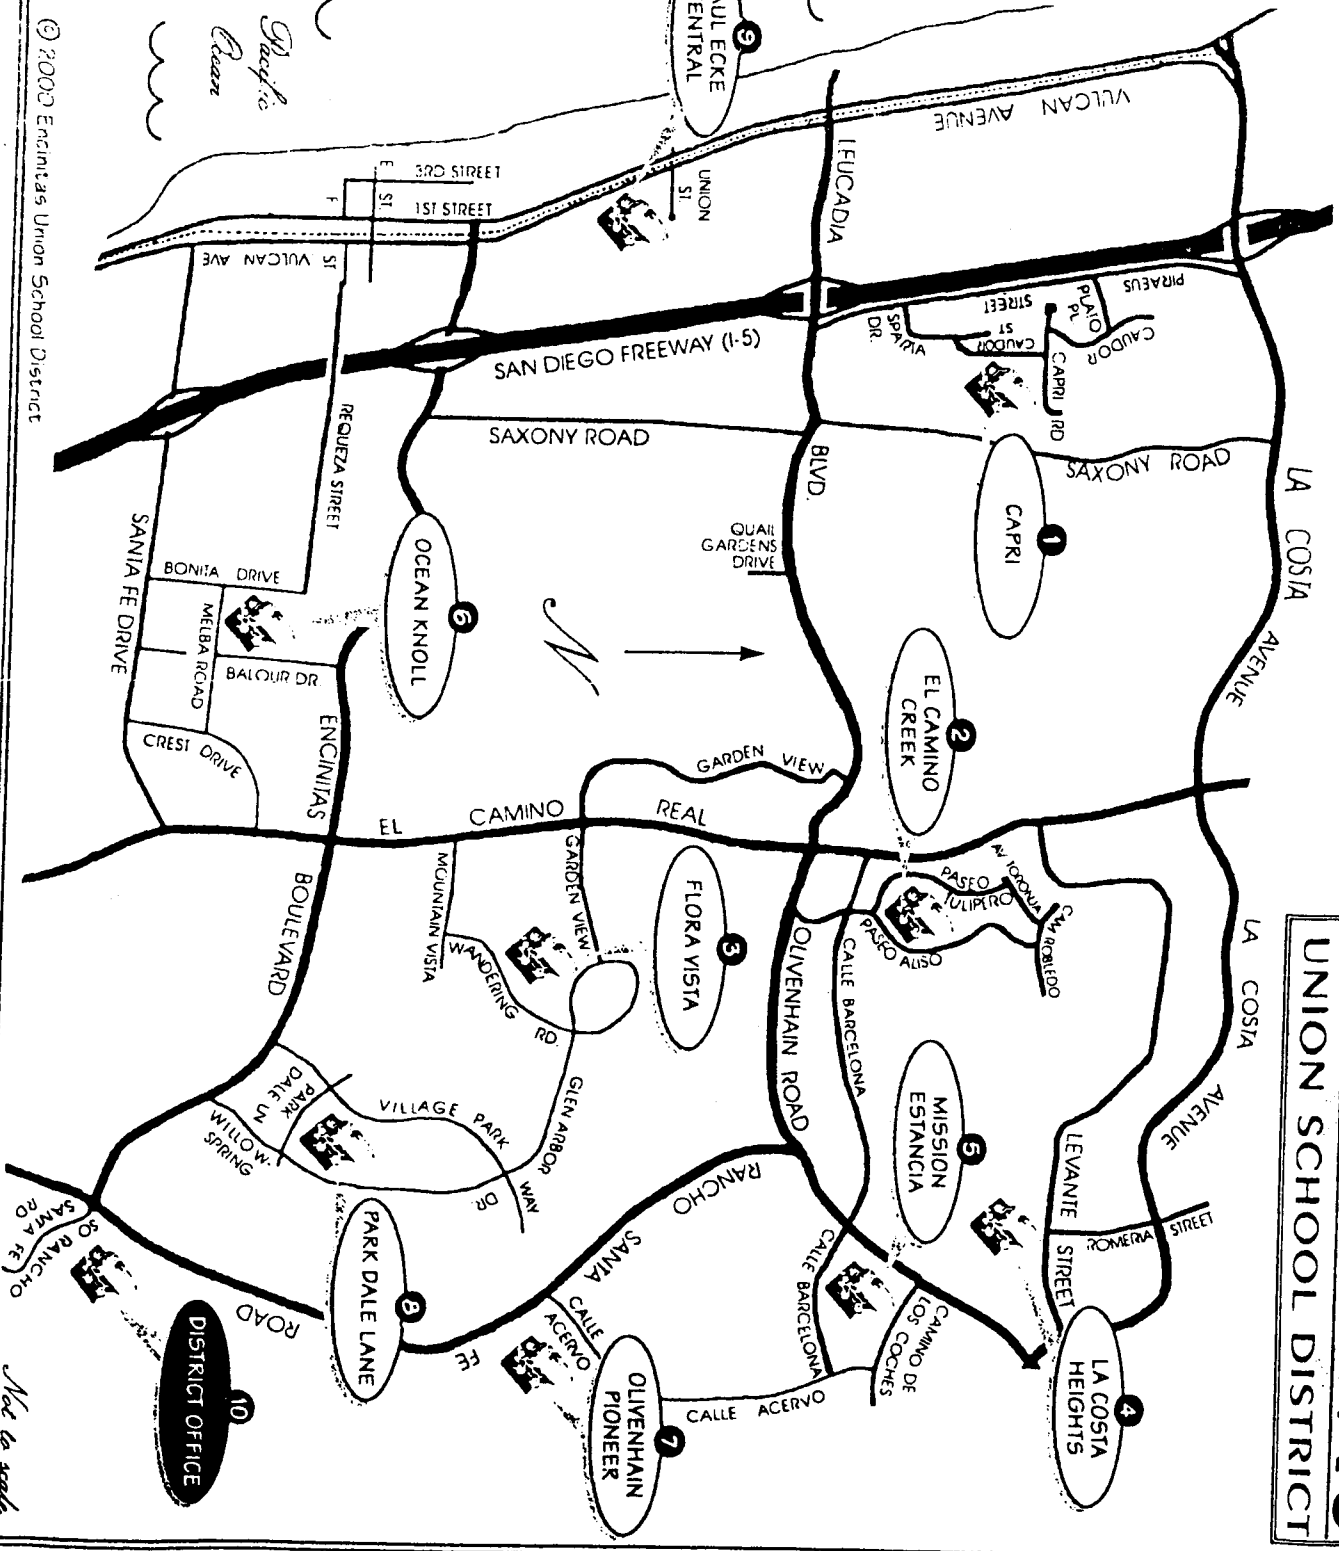 UNION SCHOOL DISTRICT
LA COSTA
AVENUE
LA COSTA
AVENUE
VULCAN AVENUE
PIRAEUS
STREET
PLATO
PL
CAUDOR
CAUDOR
ST
SPARTA
DR.
CAPRI RD
SAXONY ROAD
1
CAPRI
2
EL CAMINO
CREEK
PASEO
TULIPERO
AV TORONJA
CAM ROBLEDO
PASEO ALISO
CALLE BARCELONA
LEVANTE
STREET
ROMERIA STREET
4
LA COSTA
HEIGHTS
5
MISSION
ESTANCIA
CAMINO DE
LOS COCHES
CALLE BARCELONA
CALLE ACERVO
LEUCADIA
BLVD.
OLIVENHAIN ROAD
9
ENTRAL
UNION
ST.
SAN DIEGO FREEWAY (I-5)
SAXONY ROAD
QUAIL
GARDENS
DRIVE
N
GARDEN VIEW
EL CAMINO REAL
GARDEN VIEW
3
FLORA VISTA
MOUNTAIN VISTA
WANDERING
RD.
GLEN ARBOR
DR.
VILLAGE PARK
WAY
RANCHO
SANTA
FE
ROAD
CALLE
ACERVO
7
OLIVENHAIN
PIONEER
8
PARK DALE LANE
PARK
DALE LN
WILLOW-
SPRING
Pacific
Ocean
3RD STREET
1ST STREET
E
ST.
F
ST
VULCAN AVE
REQUEZA STREET
6
OCEAN KNOLL
BONITA DRIVE
MELBA ROAD
BALOUR DR.
CREST DRIVE
SANTA FE DRIVE
ENCINITAS
BOULEVARD
SO RANCHO
SANTA FE
RD
10
DISTRICT OFFICE
Not to scale
© 2000 Encinitas Union School District